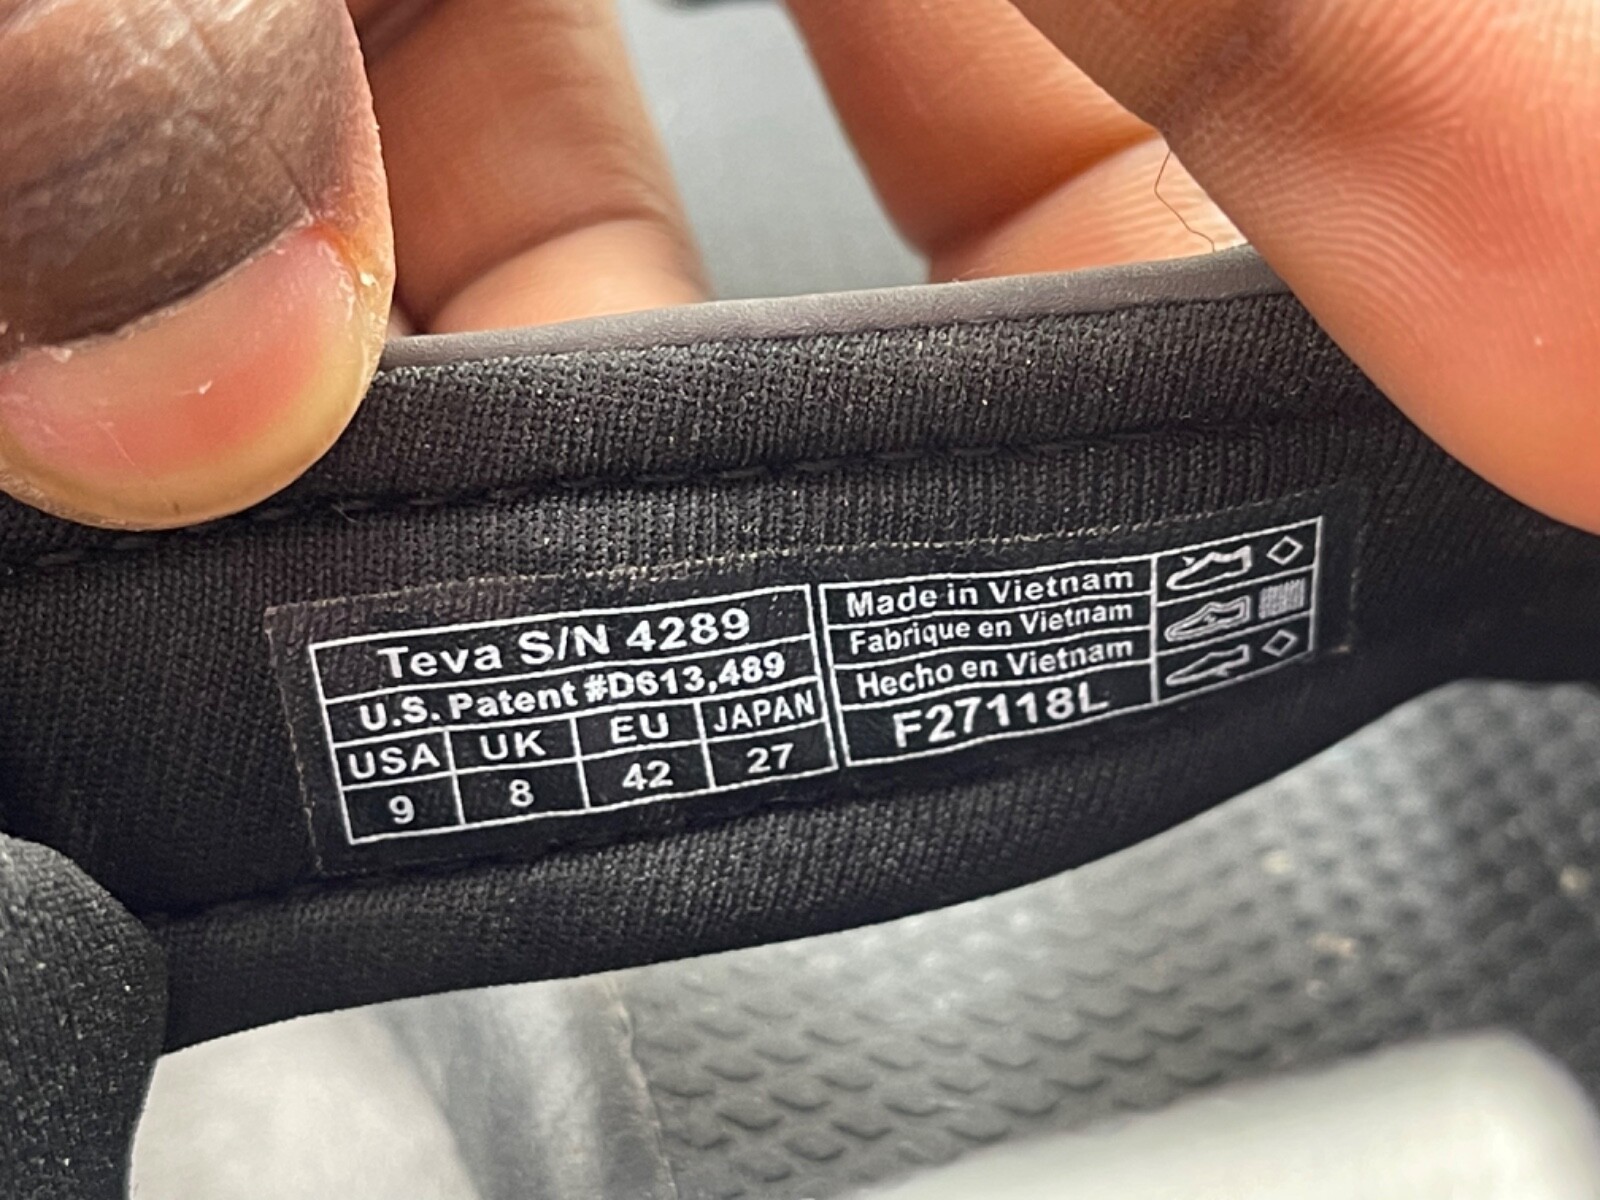 Teva S/N 4289
U.S. Patent #D613,489
USA UK EU JAPAN
9 8 42 27
Made in Vietnam
Fabrique en Vietnam
Hecho en Vietnam
F27118L